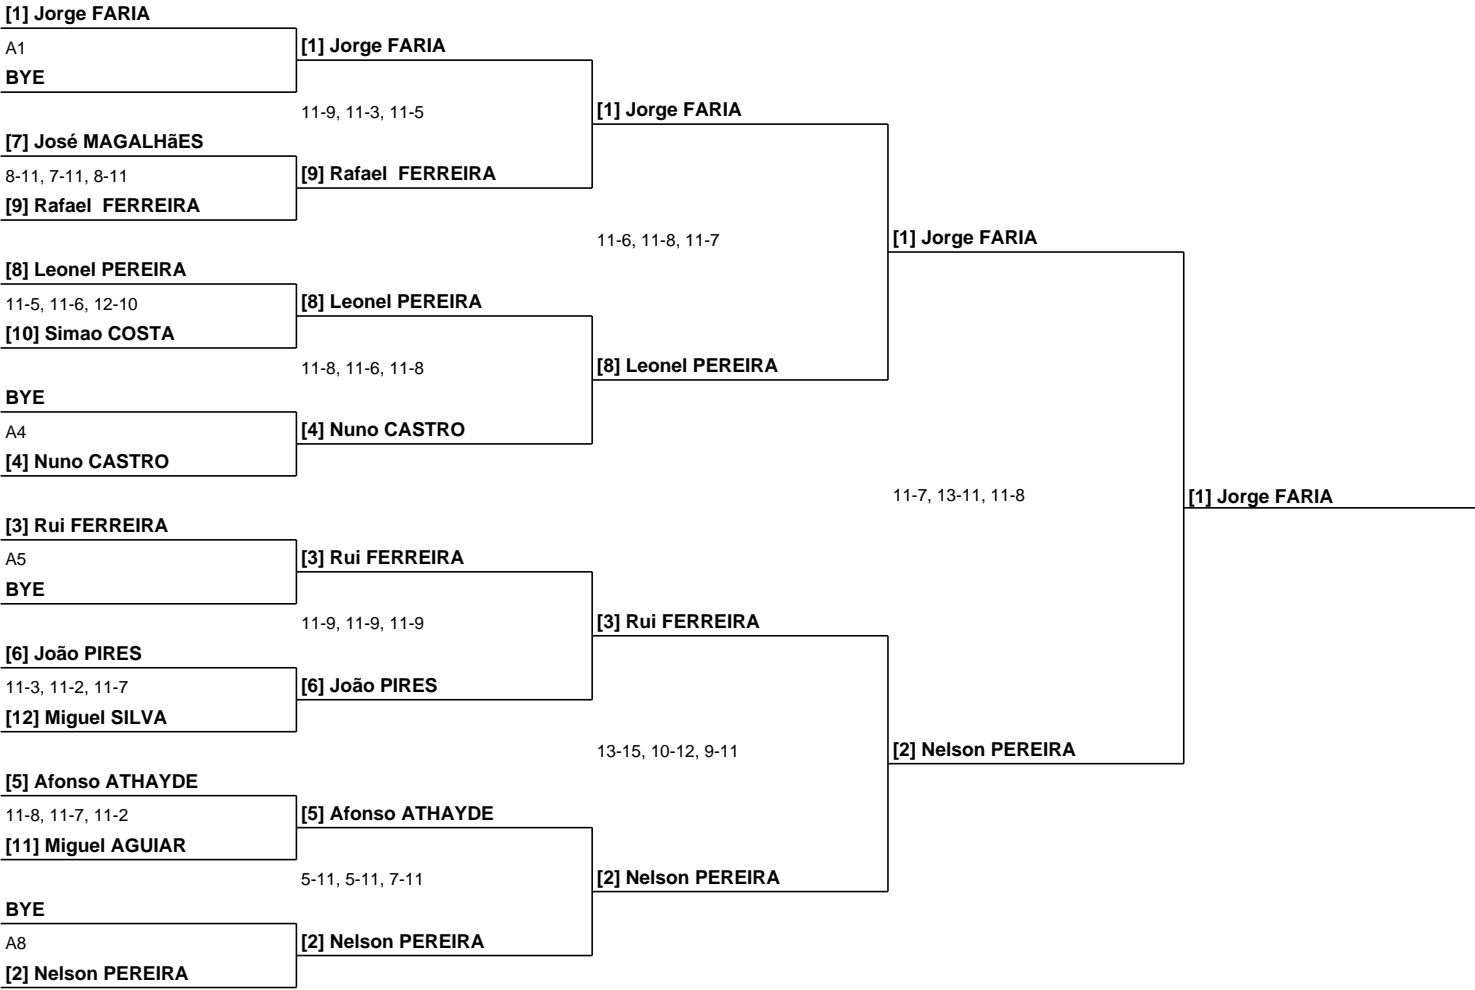 [1] Jorge FARIA
A1
BYE
[7] José MAGALHãES
8-11, 7-11, 8-11
[9] Rafael  FERREIRA
[8] Leonel PEREIRA
11-5, 11-6, 12-10
[10] Simao COSTA
BYE
A4
[4] Nuno CASTRO
[3] Rui FERREIRA
A5
BYE
[6] João PIRES
11-3, 11-2, 11-7
[12] Miguel SILVA
[5] Afonso ATHAYDE
11-8, 11-7, 11-2
[11] Miguel AGUIAR
BYE
A8
[2] Nelson PEREIRA
[1] Jorge FARIA
11-9, 11-3, 11-5
[9] Rafael  FERREIRA
[8] Leonel PEREIRA
11-8, 11-6, 11-8
[4] Nuno CASTRO
[3] Rui FERREIRA
11-9, 11-9, 11-9
[6] João PIRES
[5] Afonso ATHAYDE
5-11, 5-11, 7-11
[2] Nelson PEREIRA
[1] Jorge FARIA
11-6, 11-8, 11-7
[8] Leonel PEREIRA
[3] Rui FERREIRA
13-15, 10-12, 9-11
[2] Nelson PEREIRA
[1] Jorge FARIA
11-7, 13-11, 11-8
[2] Nelson PEREIRA
[1] Jorge FARIA